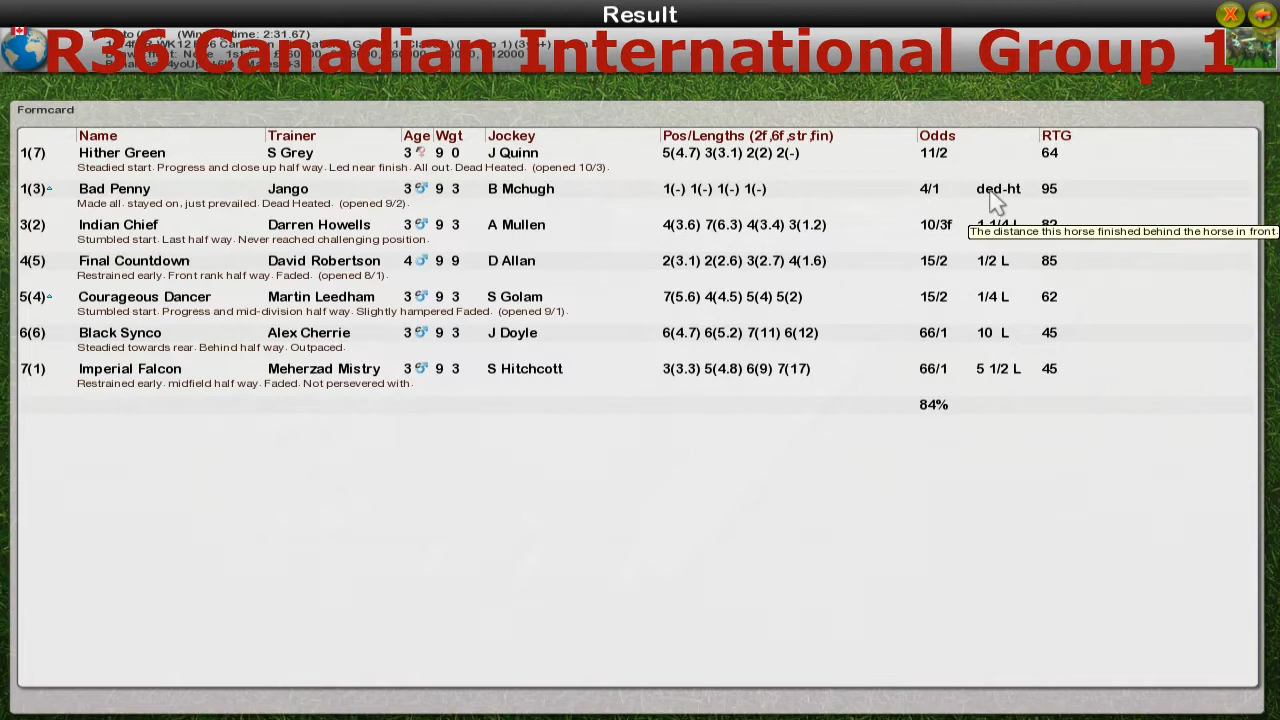 Result
(Winning time: 2:31.67)
R36 Canadian International Group 1
Formcard
Name Trainer Age Wgt Jockey Pos/Lengths (2f,6f,str,fin) Odds RTG
1(7) Hither Green S Grey 3 9 0 J Quinn 5(4.7) 3(3.1) 2(2) 2(-) 11/2 64
Steadied start. Progress and close up half way. Led near finish. All out. Dead Heated. (opened 10/3).
1(3) Bad Penny Jango 3 9 3 B Mchugh 1(-) 1(-) 1(-) 1(-) 4/1 ded-ht 95
Made all. stayed on, just prevailed. Dead Heated. (opened 9/2).
3(2) Indian Chief Darren Howells 3 9 3 A Mullen 4(3.6) 7(6.3) 4(3.4) 3(1.2) 10/3f 1 1/4 L 82
The distance this horse finished behind the horse in front.
Stumbled start. Last half way. Never reached challenging position.
4(5) Final Countdown David Robertson 4 9 9 D Allan 2(3.1) 2(2.6) 3(2.7) 4(1.6) 15/2 1/2 L 85
Restrained early. Front rank half way. Faded. (opened 8/1).
5(4) Courageous Dancer Martin Leedham 3 9 3 S Golam 7(5.6) 4(4.5) 5(4) 5(2) 15/2 1/4 L 62
Stumbled start. Progress and mid-division half way. Slightly hampered Faded. (opened 9/1).
6(6) Black Synco Alex Cherrie 3 9 3 J Doyle 6(4.7) 6(5.2) 7(11) 6(12) 66/1 10 L 45
Steadied towards rear. Behind half way. Outpaced.
7(1) Imperial Falcon Meherzad Mistry 3 9 3 S Hitchcott 3(3.3) 5(4.8) 6(9) 7(17) 66/1 5 1/2 L 45
Restrained early. midfield half way. Faded. Not persevered with.
84%